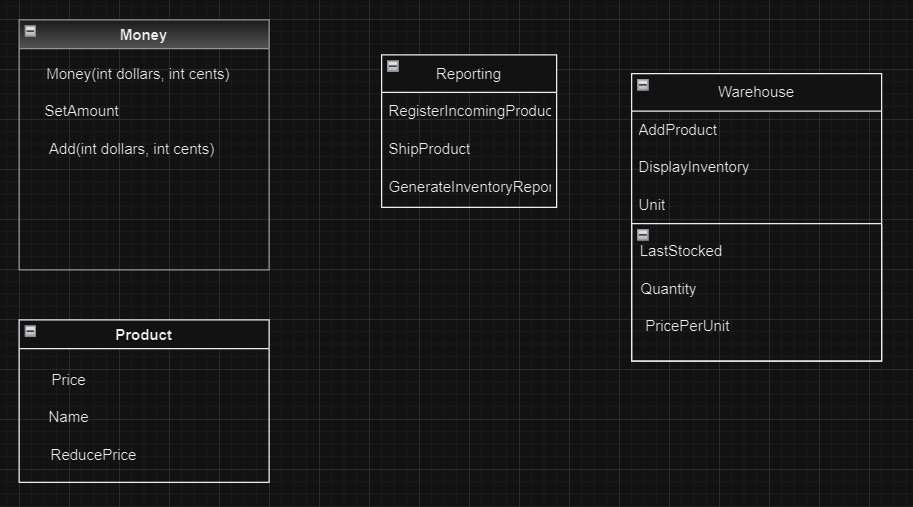 Money
Money(int dollars, int cents)
SetAmount
Add(int dollars, int cents)
Product
Price
Name
ReducePrice
Reporting
RegisterIncomingProduc
ShipProduct
GenerateInventoryRepor
Warehouse
AddProduct
DisplayInventory
Unit
LastStocked
Quantity
PricePerUnit